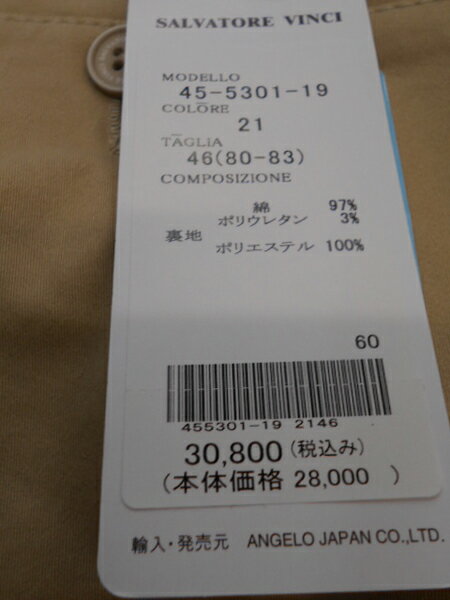 SALVATORE VINCI
MODELLO
45-5301-19
COLORE
21
TAGLIA
46(80-83)
COMPOSIZIONE
綿 97%
ポリウレタン 3%
裏地
ポリエステル 100%
60
455301-19 2146
30,800(税込み)
(本体価格 28,000 )
輸入・発売元 ANGELO JAPAN CO.,LTD.